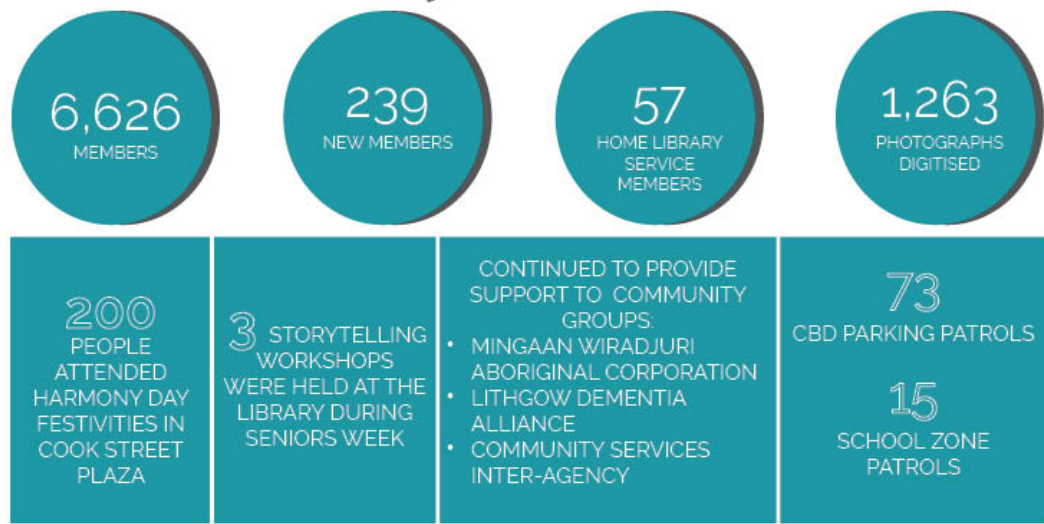 6,626
MEMBERS
239
NEW MEMBERS
57
HOME LIBRARY
SERVICE
MEMBERS
1,263
PHOTOGRAPHS
DIGITISED
200
PEOPLE
ATTENDED
HARMONY DAY
FESTIVITIES IN
COOK STREET
PLAZA
3 STORYTELLING
WORKSHOPS
WERE HELD AT THE
LIBRARY DURING
SENIORS WEEK
CONTINUED TO PROVIDE
SUPPORT TO COMMUNITY
GROUPS:
• MINGAAN WIRADJURI
ABORIGINAL CORPORATION
• LITHGOW DEMENTIA
ALLIANCE
• COMMUNITY SERVICES
INTER-AGENCY
73
CBD PARKING PATROLS
15
SCHOOL ZONE
PATROLS